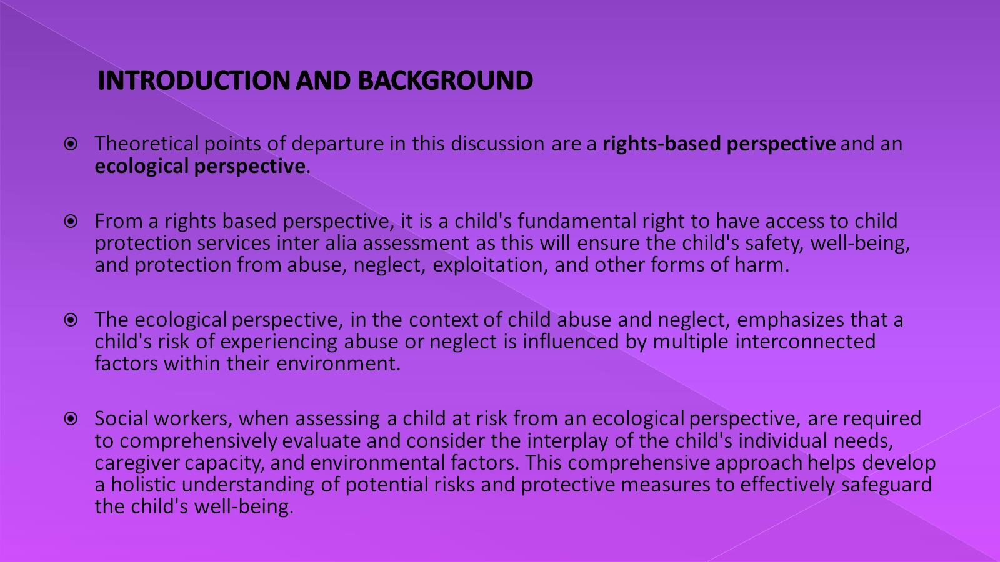 INTRODUCTION AND BACKGROUND
Theoretical points of departure in this discussion are a rights-based perspective and an
ecological perspective.
From a rights based perspective, it is a child's fundamental right to have access to child
protection services inter alia assessment as this will ensure the child's safety, well-being,
and protection from abuse, neglect, exploitation, and other forms of harm.
The ecological perspective, in the context of child abuse and neglect, emphasizes that a
child's risk of experiencing abuse or neglect is influenced by multiple interconnected
factors within their environment.
Social workers, when assessing a child at risk from an ecological perspective, are required
to comprehensively evaluate and consider the interplay of the child's individual needs,
caregiver capacity, and environmental factors. This comprehensive approach helps develop
a holistic understanding of potential risks and protective measures to effectively safeguard
the child's well-being.